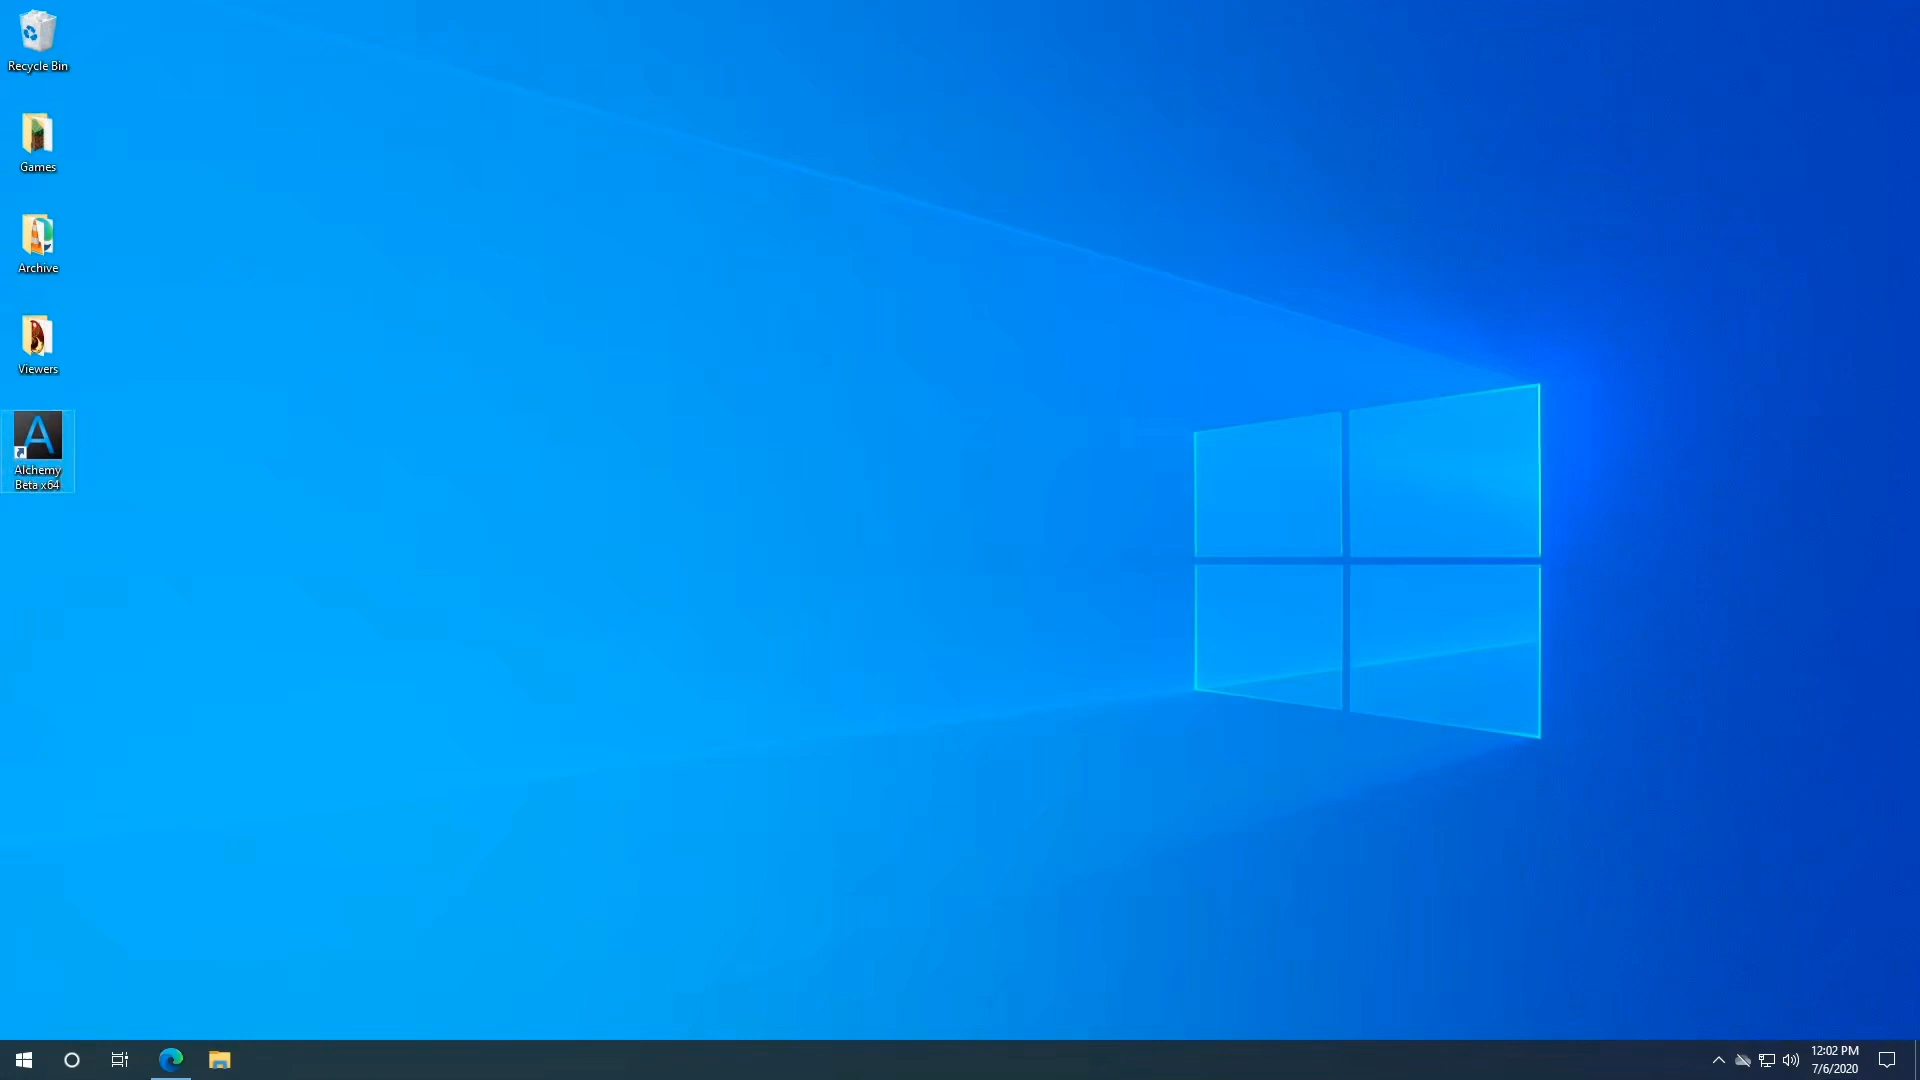 Recycle Bin
Games
Archive
Viewers
Alchemy
Beta x64
12:02 PM
7/6/2020